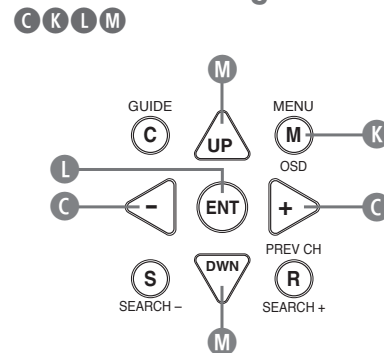 C K L M
M
GUIDE MENU
C UP M K
OSD
L
C - ENT + C
PREV CH
S DWN R
SEARCH – SEARCH +
M